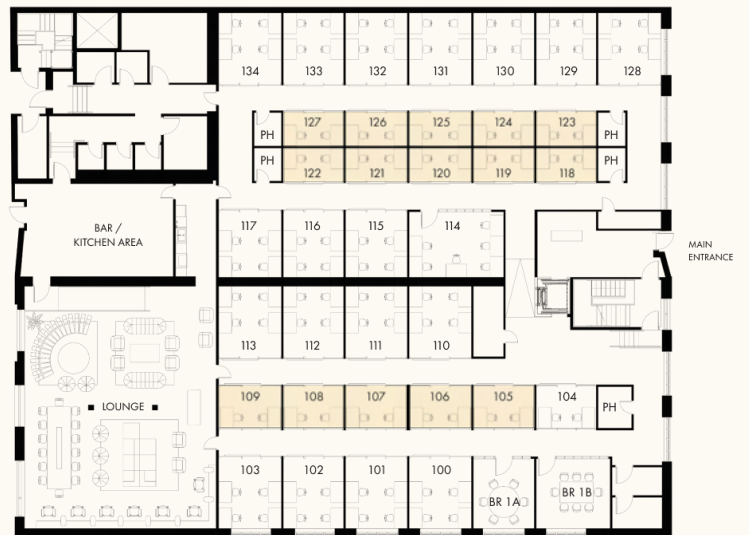 134 133 132 131 130 129 128
127 126 125 124 123
PH PH
PH PH
122 121 120 119 118
117 116 115 114
BAR /
KITCHEN AREA
MAIN
ENTRANCE
113 112 111 110
109 108 107 106 105 104
LOUNGE
PH
103 102 101 100
BR 1A BR 1B